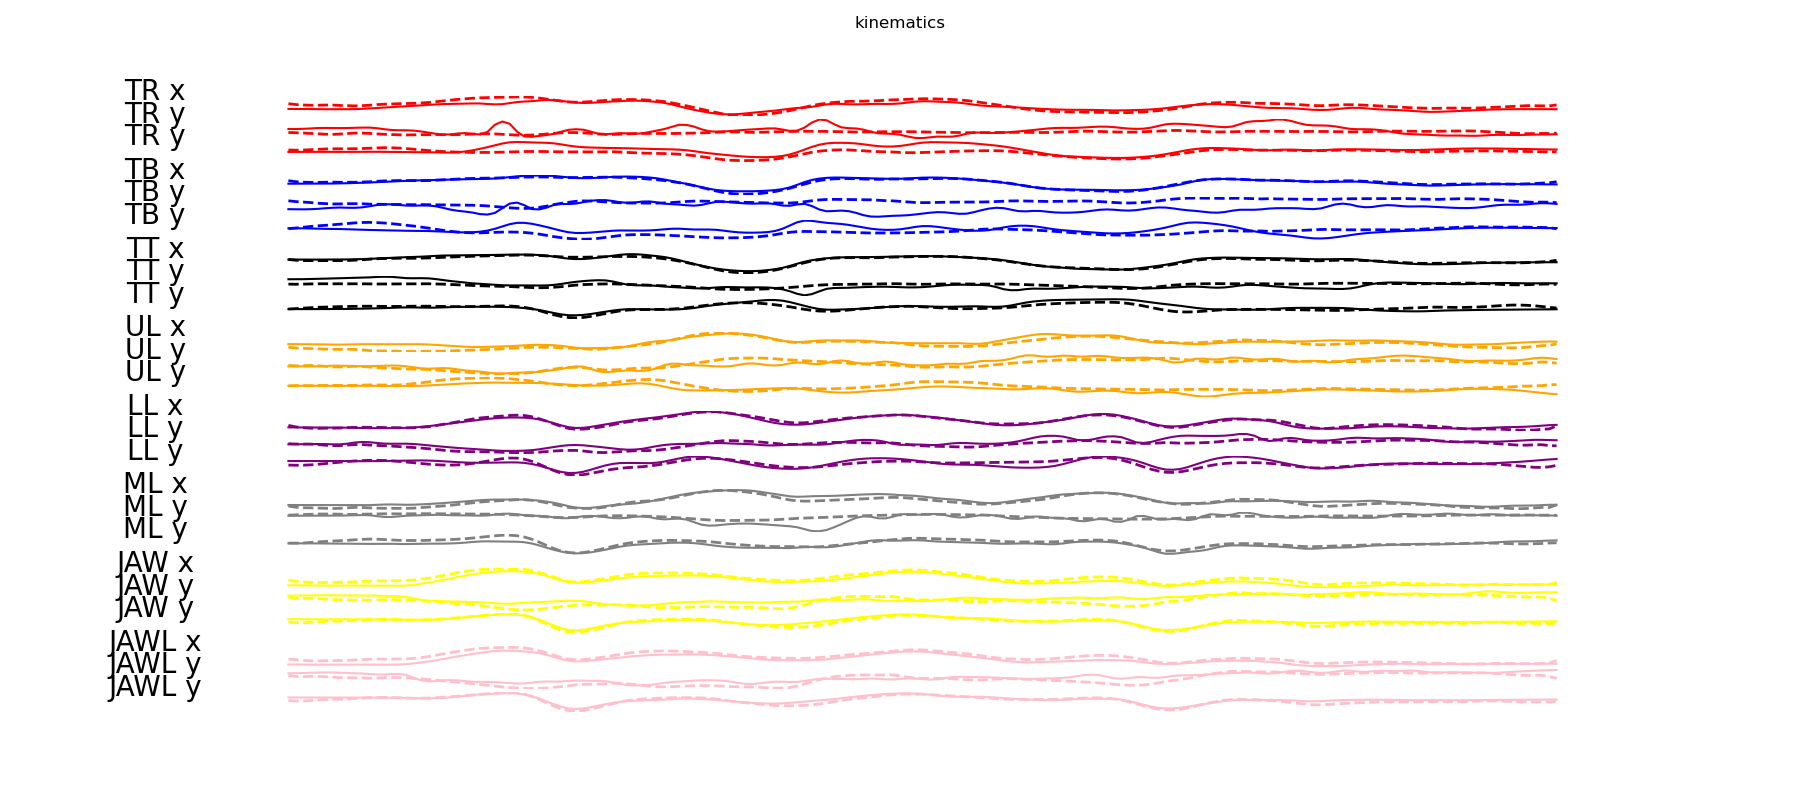 kinematics
TR x
TR y
TR y
TB x
TB y
TB y
TT x
TT y
TT y
UL x
UL y
UL y
LL x
LL y
LL y
ML x
ML y
ML y
JAW x
JAW y
JAW y
JAWL x
JAWL y
JAWL y